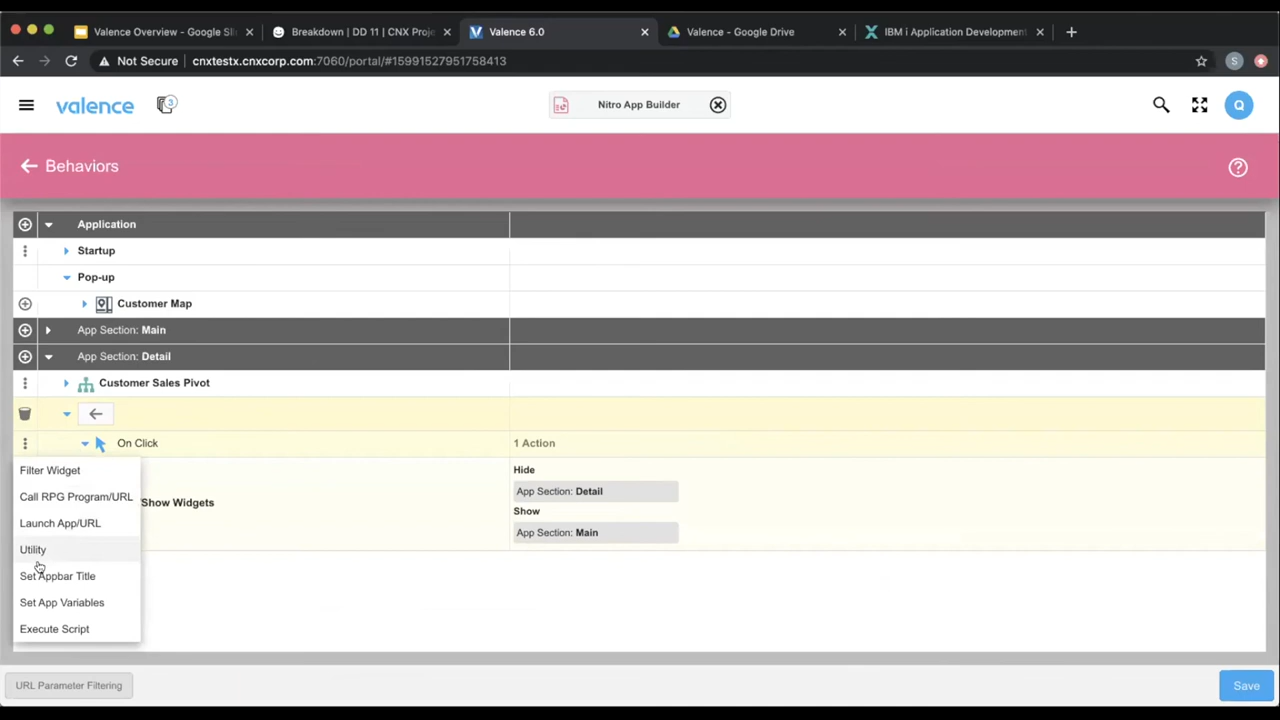 Valence Overview - Google Sli
Breakdown | DD 11 | CNX Proje
Valence 6.0
Valence - Google Drive
IBM i Application Development
Not Secure
cnxtestx.cnxcorp.com:7060/portal/#15991527951758413
S
valence
3
Nitro App Builder
Q
Behaviors
Application
Startup
Pop-up
Customer Map
App Section: Main
App Section: Detail
Customer Sales Pivot
On Click
1 Action
Filter Widget
Call RPG Program/URL
Launch App/URL
Utility
Set Appbar Title
Set App Variables
Execute Script
/Show Widgets
Hide
App Section: Detail
Show
App Section: Main
URL Parameter Filtering
Save